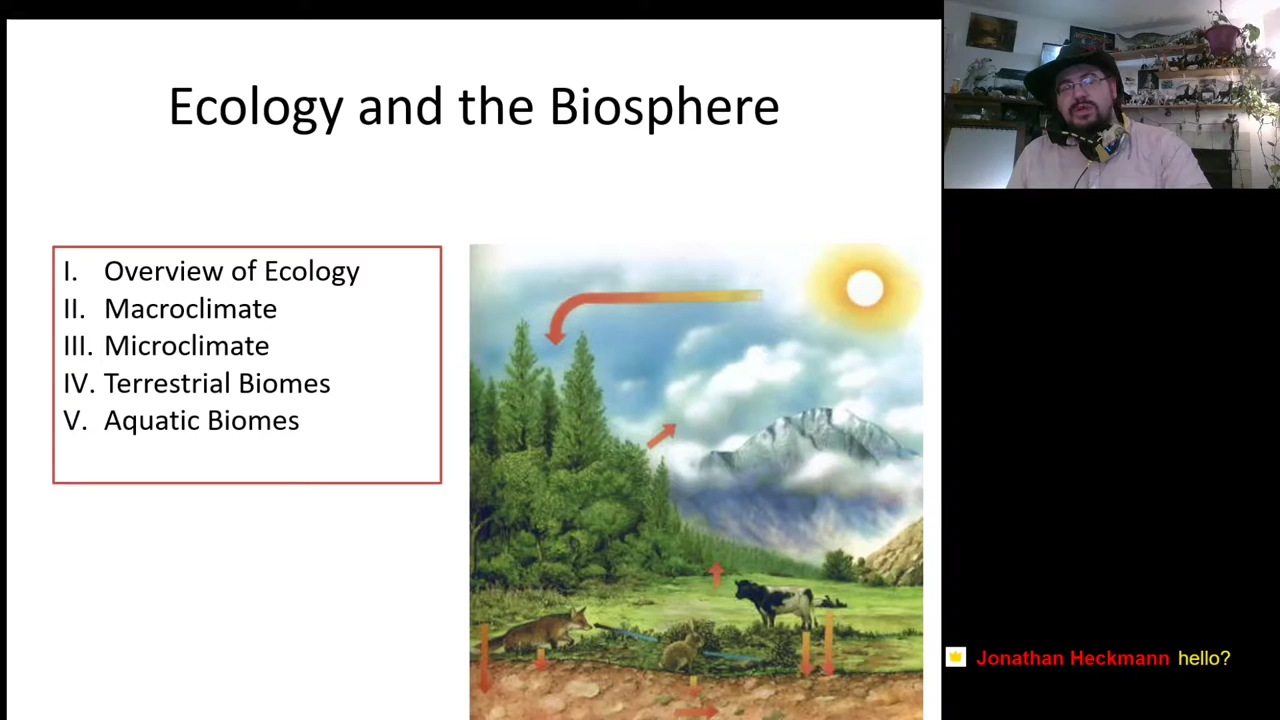 Ecology and the Biosphere
I. Overview of Ecology
II. Macroclimate
III. Microclimate
IV. Terrestrial Biomes
V. Aquatic Biomes
Jonathan Heckmann hello?